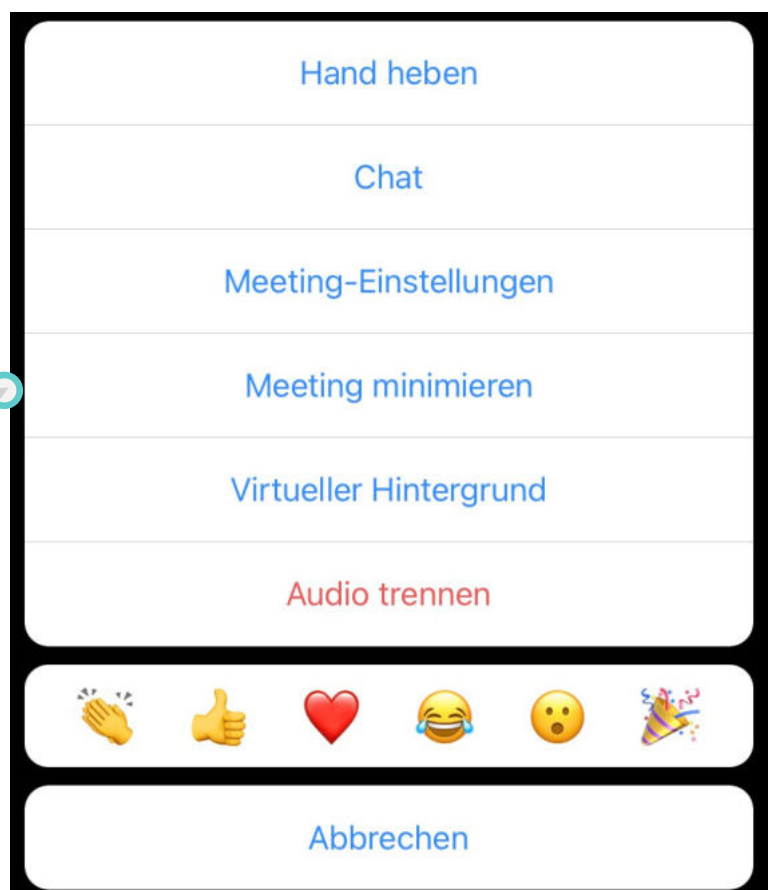 Hand heben
Chat
Meeting-Einstellungen
Meeting minimieren
Virtueller Hintergrund
Audio trennen
Abbrechen